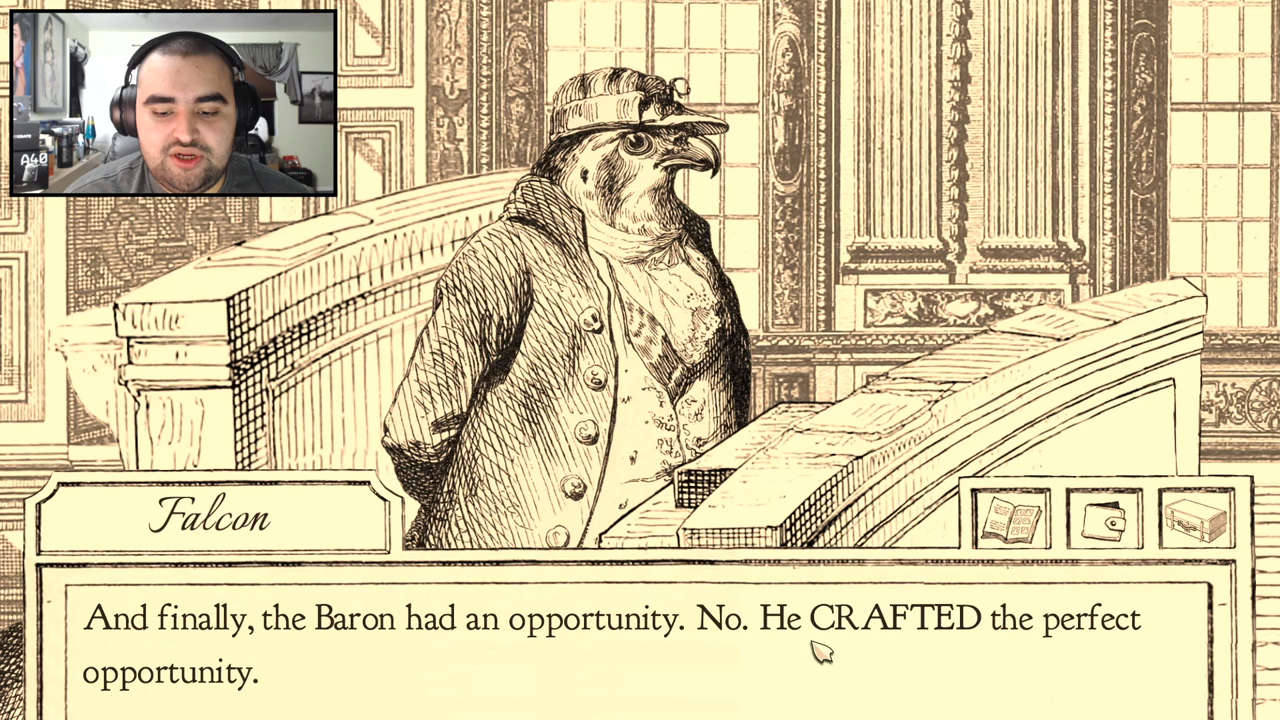 A40
Falcon
And finally, the Baron had an opportunity. No. He CRAFTED the perfect
opportunity.